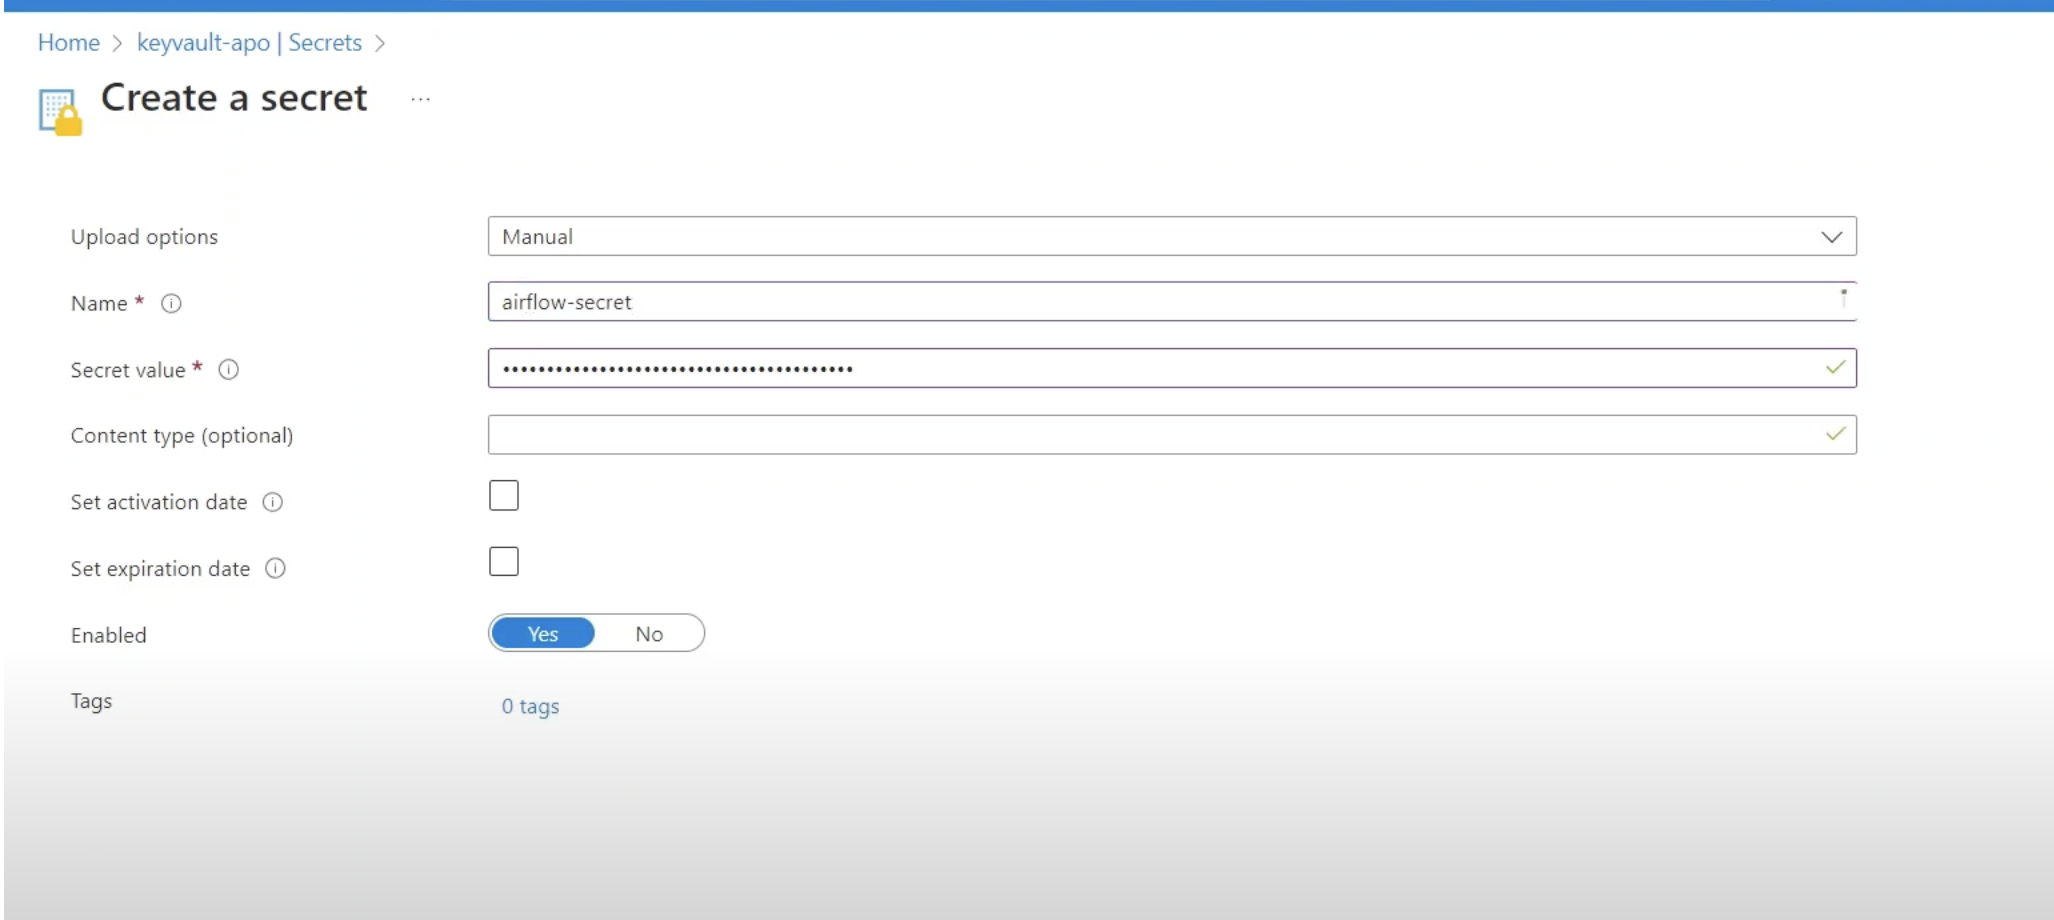 Home > keyvault-apo | Secrets >
Create a secret ...
Upload options Manual
Name * airflow-secret
Secret value * ••••••••••••••••••••••••••••••••••••••••
Content type (optional)
Set activation date
Set expiration date
Enabled Yes No
Tags 0 tags